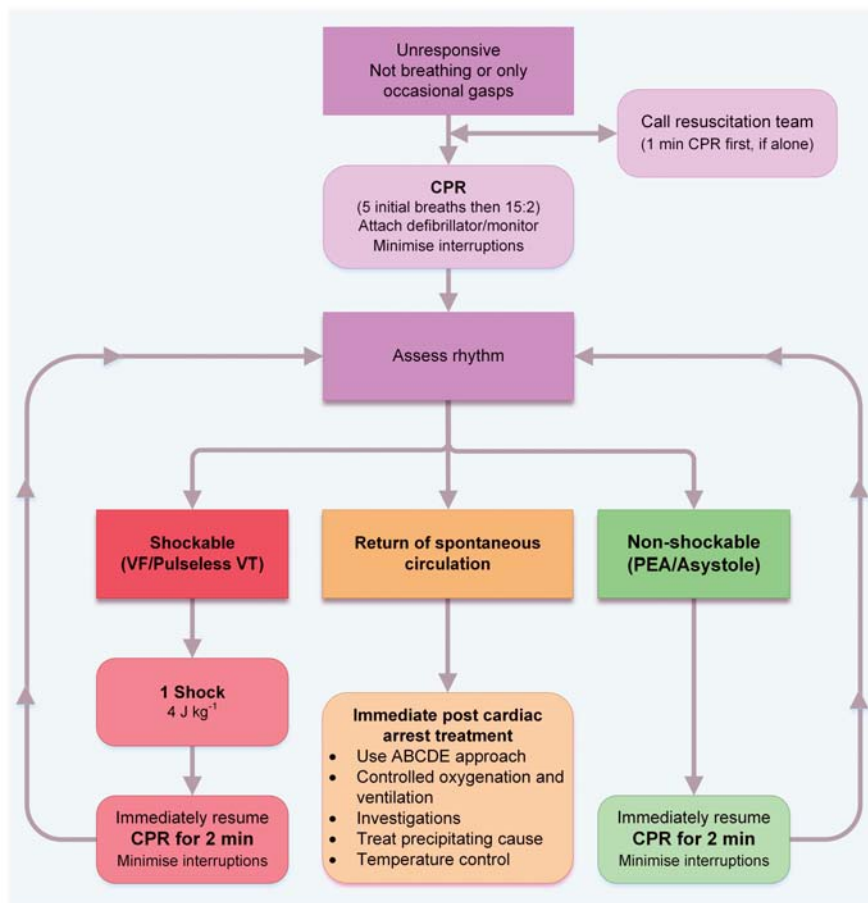 Unresponsive
Not breathing or only
occasional gasps
Call resuscitation team
(1 min CPR first, if alone)
CPR
(5 initial breaths then 15:2)
Attach defibrillator/monitor
Minimise interruptions
Assess rhythm
Shockable
(VF/Pulseless VT)
Return of spontaneous
circulation
Non-shockable
(PEA/Asystole)
1 Shock
4 J kg⁻¹
Immediate post cardiac
arrest treatment
• Use ABCDE approach
• Controlled oxygenation and
ventilation
• Investigations
• Treat precipitating cause
• Temperature control
Immediately resume
CPR for 2 min
Minimise interruptions
Immediately resume
CPR for 2 min
Minimise interruptions